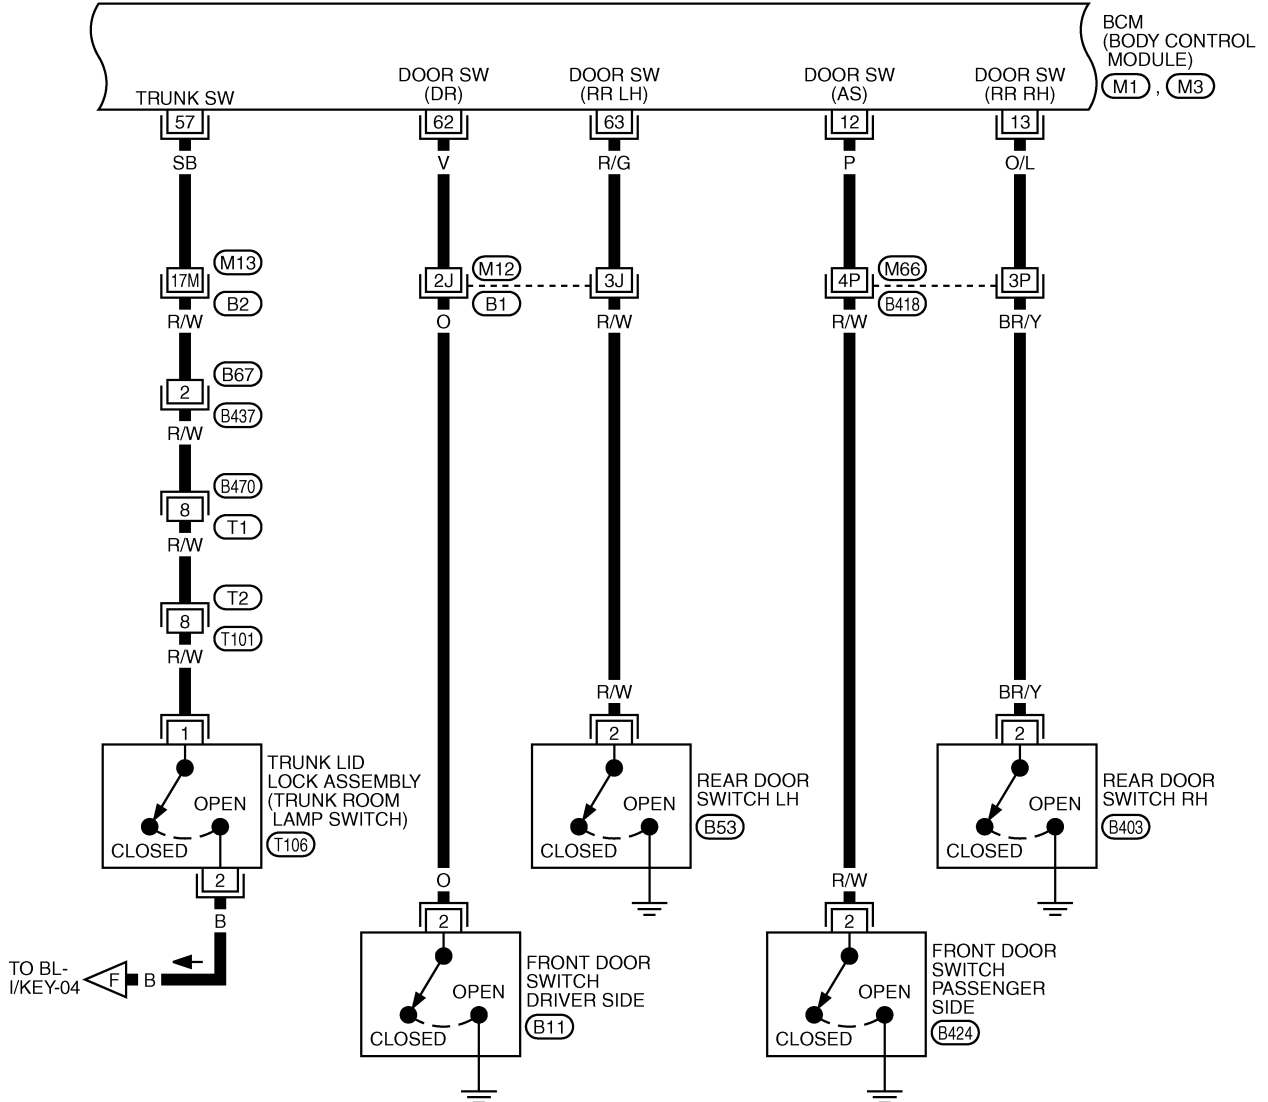 BCM
(BODY CONTROL
MODULE)
M1 , M3
TRUNK SW
DOOR SW
(DR)
DOOR SW
(RR LH)
DOOR SW
(AS)
DOOR SW
(RR RH)
57
62
63
12
13
SB
V
R/G
P
O/L
M13
17M
B2
M12
2J
B1
3J
M66
4P
B418
3P
R/W
O
R/W
R/W
BR/Y
B67
2
B437
R/W
B470
8
T1
R/W
T2
8
T101
R/W
R/W
BR/Y
1
2
2
TRUNK LID
LOCK ASSEMBLY
(TRUNK ROOM
LAMP SWITCH)
T106
OPEN
CLOSED
REAR DOOR
SWITCH LH
B53
OPEN
CLOSED
REAR DOOR
SWITCH RH
B403
OPEN
CLOSED
2
B
O
R/W
2
2
TO BL-
I/KEY-04
F
B
FRONT DOOR
SWITCH
DRIVER SIDE
B11
OPEN
CLOSED
FRONT DOOR
SWITCH
PASSENGER
SIDE
B424
OPEN
CLOSED